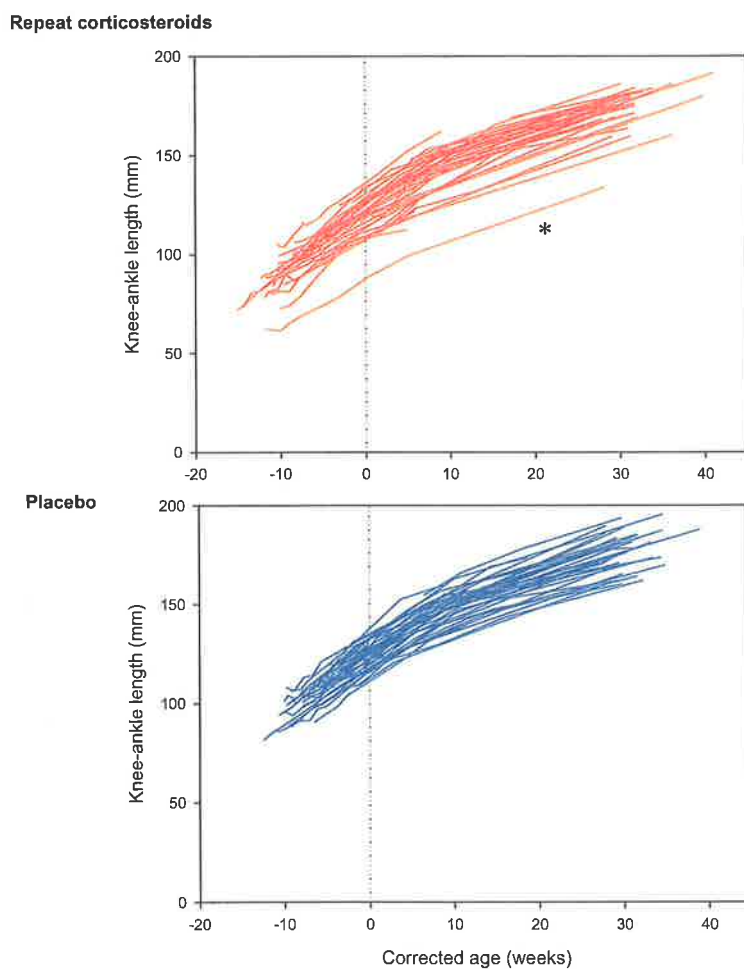 Repeat corticosteroids
200
150
100
50
0
Knee-ankle length (mm)
*
-20 -10 0 10 20 30 40
Placebo
200
150
100
50
0
Knee-ankle length (mm)
-20 -10 0 10 20 30 40
Corrected age (weeks)